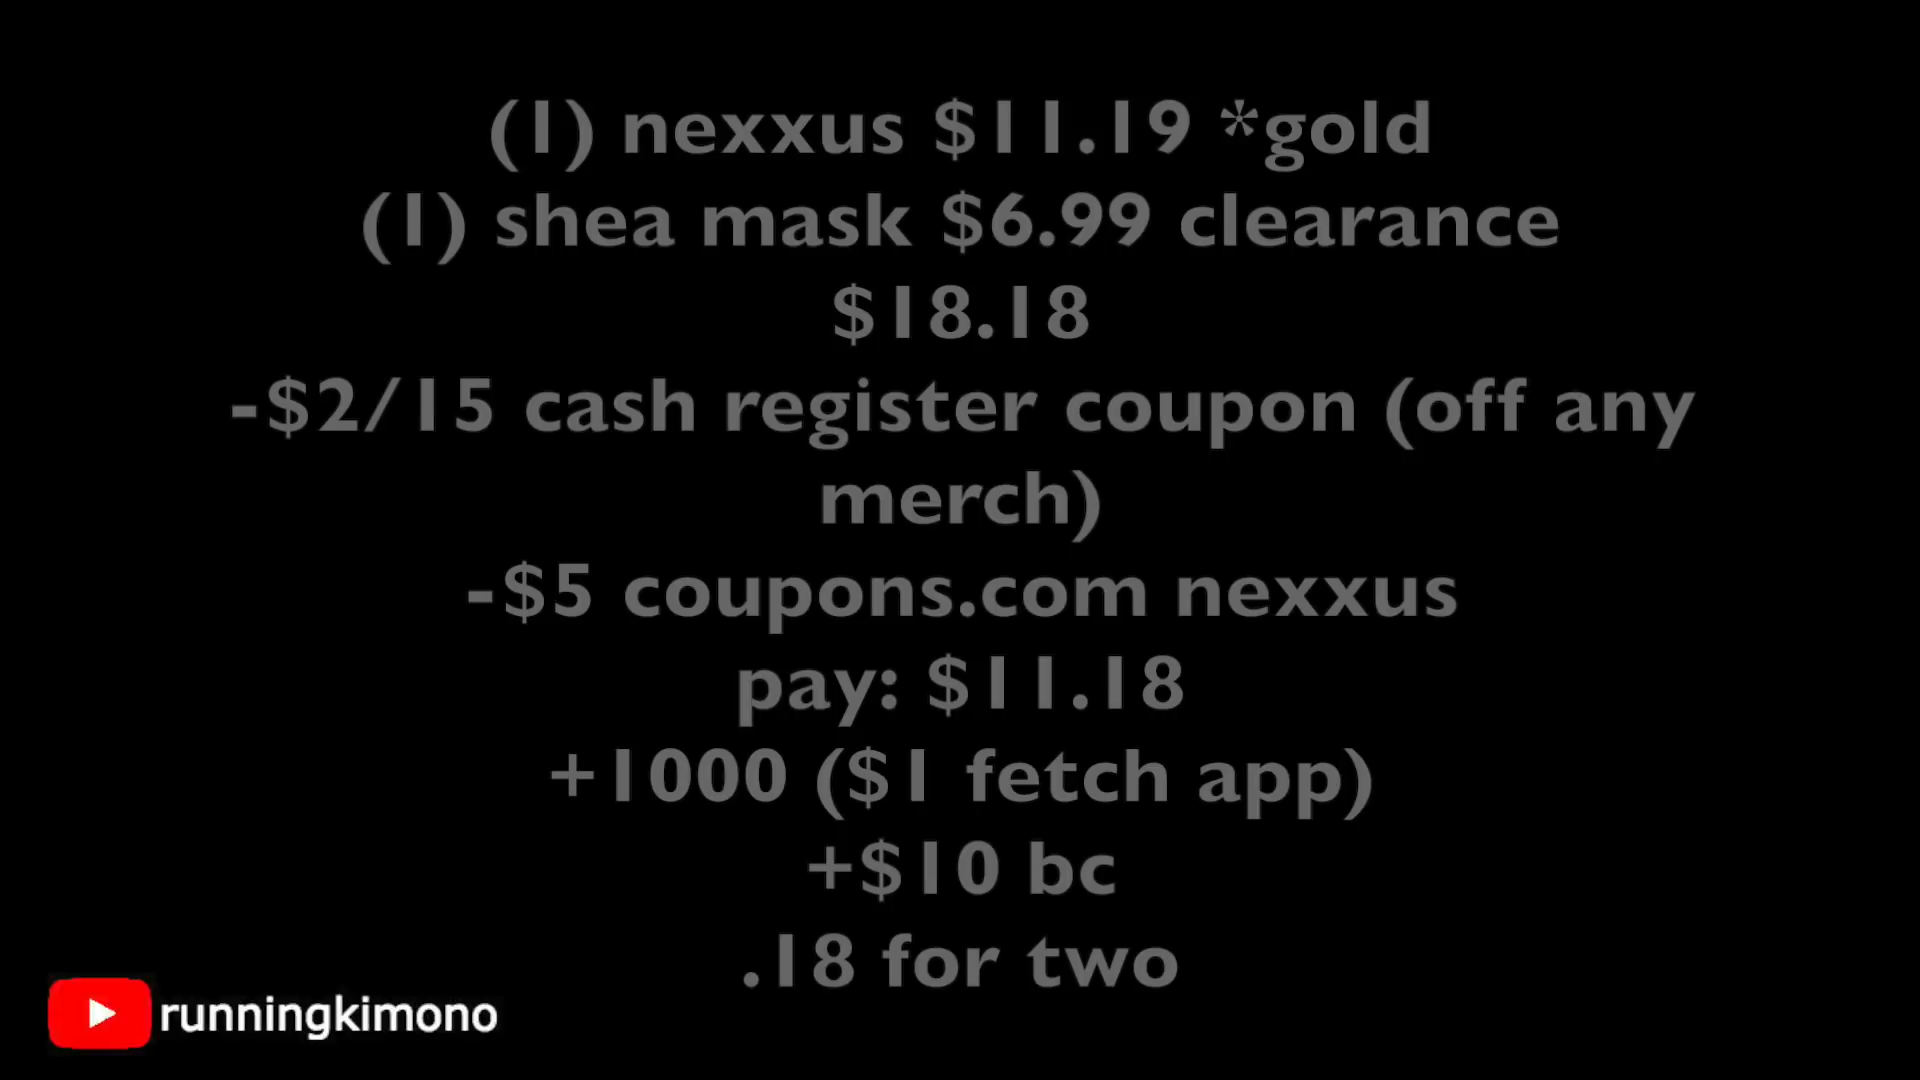 (1) nexxus $11.19 *gold
(1) shea mask $6.99 clearance
$18.18
-$2/15 cash register coupon (off any
merch)
-$5 coupons.com nexxus
pay: $11.18
+1000 ($1 fetch app)
+$10 bc
.18 for two
runningkimono